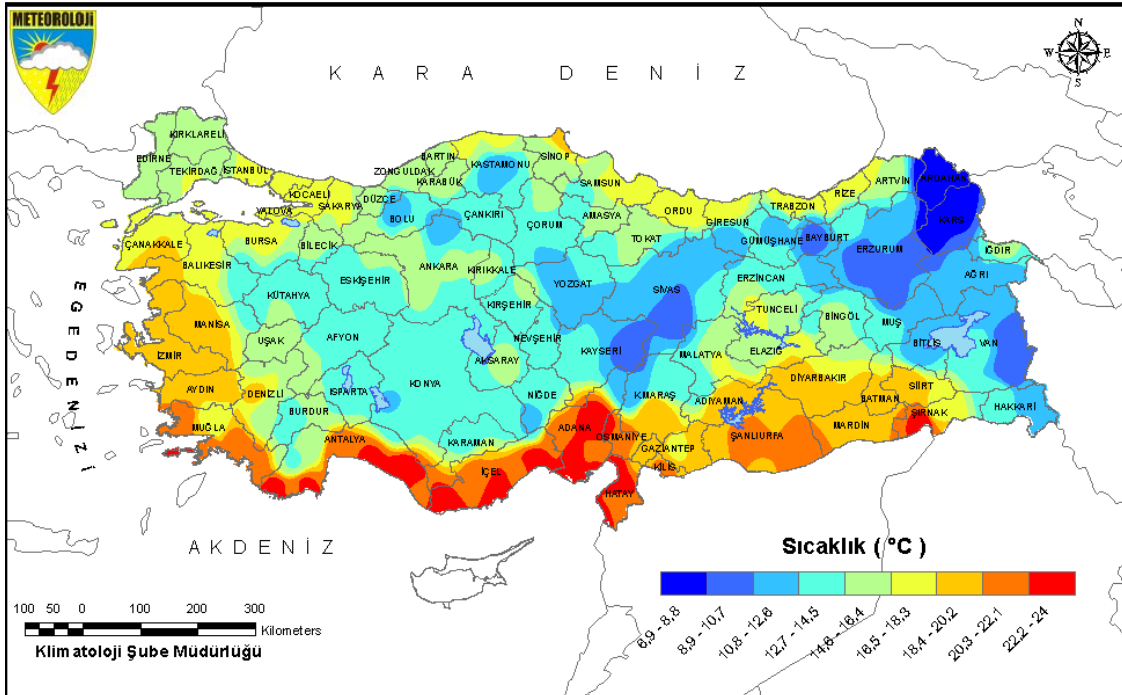 METEOROLOJİ
KARA DENİZ
N
W E
S
KIRKLARELİ
EDİRNE
TEKİRDAĞ
İSTANBUL
KOCAELİ
YALOVA
SAKARYA
DÜZCE
ZONGULDAK
BARTIN
KARABÜK
KASTAMONU
SİNOP
SAMSUN
BOLU
ÇANKIRI
ÇORUM
AMASYA
ORDU
GİRESUN
TRABZON
RİZE
ARTVİN
ARDAHAN
KARS
ÇANAKKALE
BALIKESİR
BURSA
BİLECİK
ESKİŞEHİR
ANKARA
KIRIKKALE
TOKAT
GÜMÜŞHANE
BAYBURT
ERZURUM
IĞDIR
AĞRI
KÜTAHYA
KIRŞEHİR
YOZGAT
SİVAS
ERZİNCAN
TUNCELİ
BİNGÖL
MUŞ
BİTLİS
VAN
EGE DENİZİ
MANİSA
UŞAK
AFYON
NEVŞEHİR
KAYSERİ
MALATYA
ELAZIĞ
İZMİR
AKSARAY
DİYARBAKIR
AYDIN
DENİZLİ
ISPARTA
KONYA
NİĞDE
K.MARAŞ
ADIYAMAN
BATMAN
SİİRT
ŞIRNAK
HAKKARİ
MUĞLA
BURDUR
ANTALYA
KARAMAN
ADANA
OSMANİYE
GAZİANTEP
ŞANLIURFA
MARDİN
İÇEL
KİLİS
HATAY
AKDENİZ
Sıcaklık ( °C )
6,9 - 8,8
8,9 - 10,7
10,8 - 12,6
12,7 - 14,5
14,6 - 16,4
16,5 - 18,3
18,4 - 20,2
20,3 - 22,1
22,2 - 24
100 50 0 100 200 300
Kilometers
Klimatoloji Şube Müdürlüğü